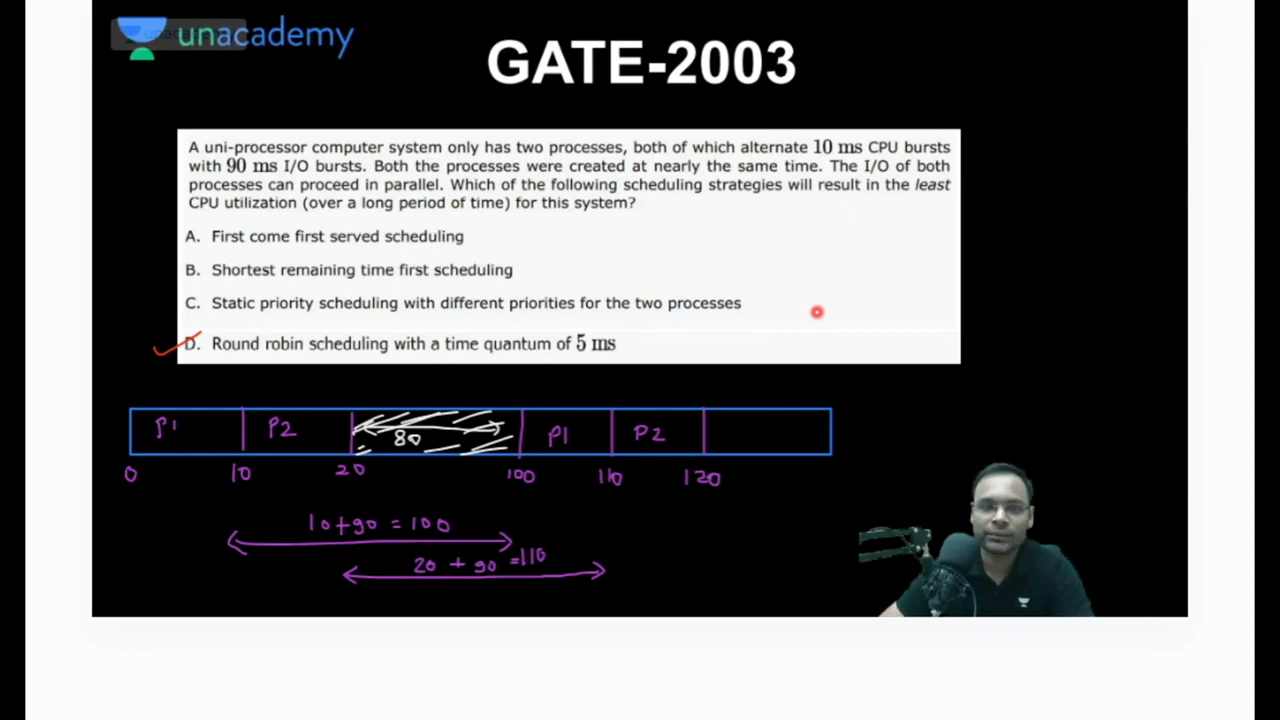 unacademy
GATE-2003
A uni-processor computer system only has two processes, both of which alternate 10 ms CPU bursts
with 90 ms I/O bursts. Both the processes were created at nearly the same time. The I/O of both
processes can proceed in parallel. Which of the following scheduling strategies will result in the least
CPU utilization (over a long period of time) for this system?
A. First come first served scheduling
B. Shortest remaining time first scheduling
C. Static priority scheduling with different priorities for the two processes
D. Round robin scheduling with a time quantum of 5 ms
P1 P2 80 P1 P2
0 10 20 100 110 120
10+90 = 100
20 + 90 =110